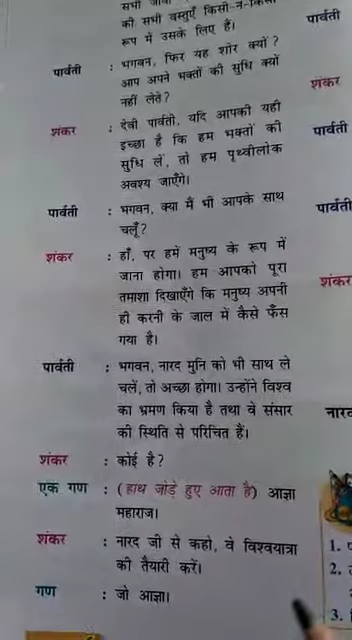 की सभी वस्तुएँ किसी-न-किसी
रूप में उसके लिए हैं।
पार्वती : भगवन, फिर यह शोर क्यों?
आप अपने भक्तों की सुधि क्यों
नहीं लेते?
शंकर : देवी पार्वती, यदि आपकी यही
इच्छा है कि हम भक्तों की
सुधि लें, तो हम पृथ्वीलोक
अवश्य जाएँगे।
पार्वती : भगवन, क्या मैं भी आपके साथ
चलूँ?
शंकर : हाँ, पर हमें मनुष्य के रूप में
जाना होगा। हम आपको पूरा
तमाशा दिखाएँगे कि मनुष्य अपनी
ही करनी के जाल में कैसे फँस
गया है।
पार्वती : भगवन, नारद मुनि को भी साथ ले
चलें, तो अच्छा होगा। उन्होंने विश्व
का भ्रमण किया है तथा वे संसार
की स्थिति से परिचित हैं।
शंकर : कोई है?
एक गण : (हाथ जोड़े हुए आता है) आज्ञा
महाराज।
शंकर : नारद जी से कहो, वे विश्वयात्रा
की तैयारी करें।
गण : जो आज्ञा।
पार्वती
शंकर
पार्वती
पार्वती
शंकर
1.
2.
3.